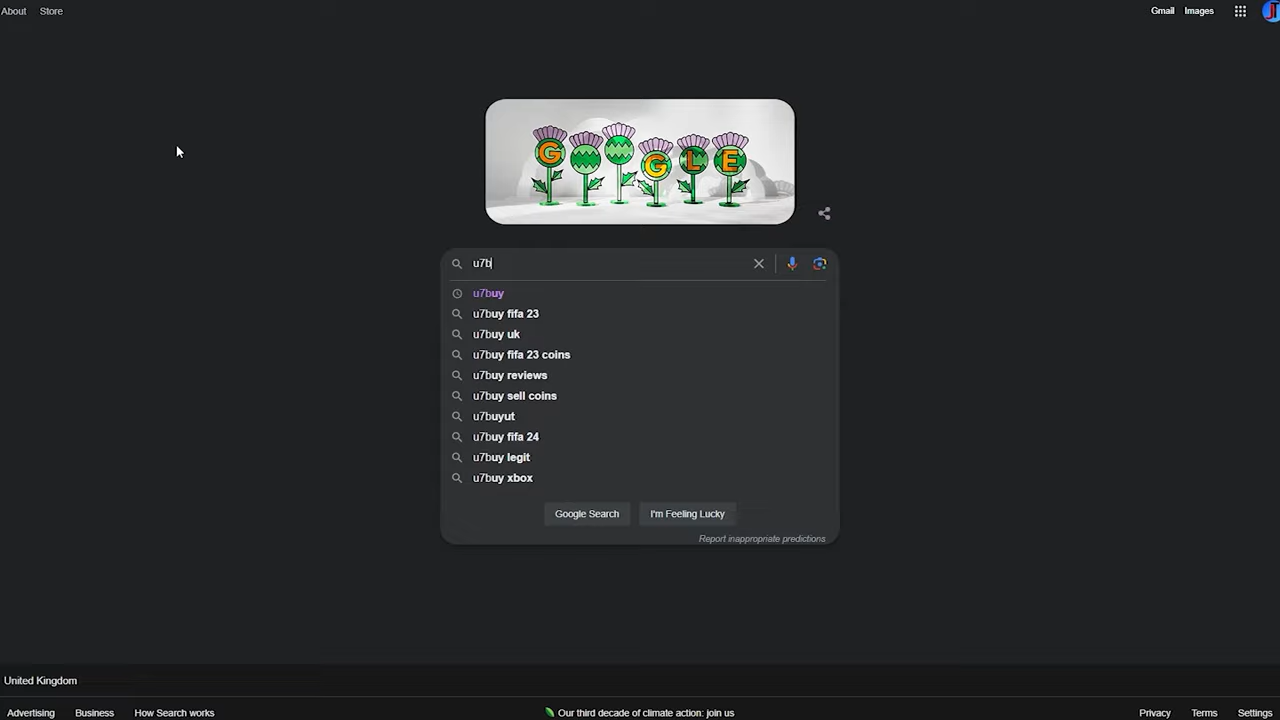 About Store
Gmail Images
GOOGLE
u7b
u7buy
u7buy fifa 23
u7buy uk
u7buy fifa 23 coins
u7buy reviews
u7buy sell coins
u7buyut
u7buy fifa 24
u7buy legit
u7buy xbox
Google Search I'm Feeling Lucky
Report inappropriate predictions
United Kingdom
Advertising Business How Search works Our third decade of climate action: join us Privacy Terms Settings